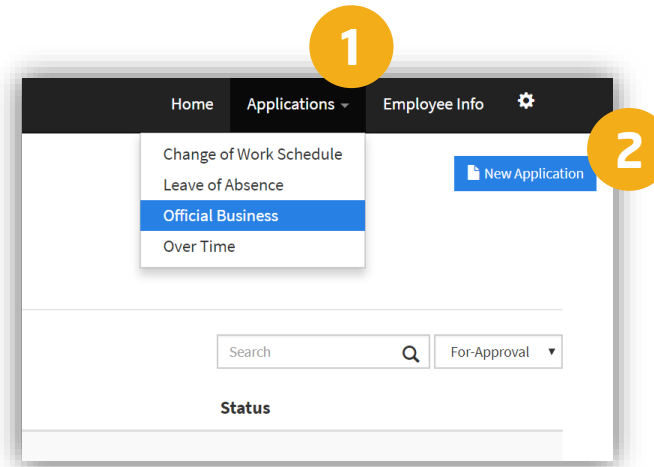 1
Home Applications Employee Info
Change of Work Schedule
2
New Application
Leave of Absence
Official Business
Over Time
Search For-Approval
Status